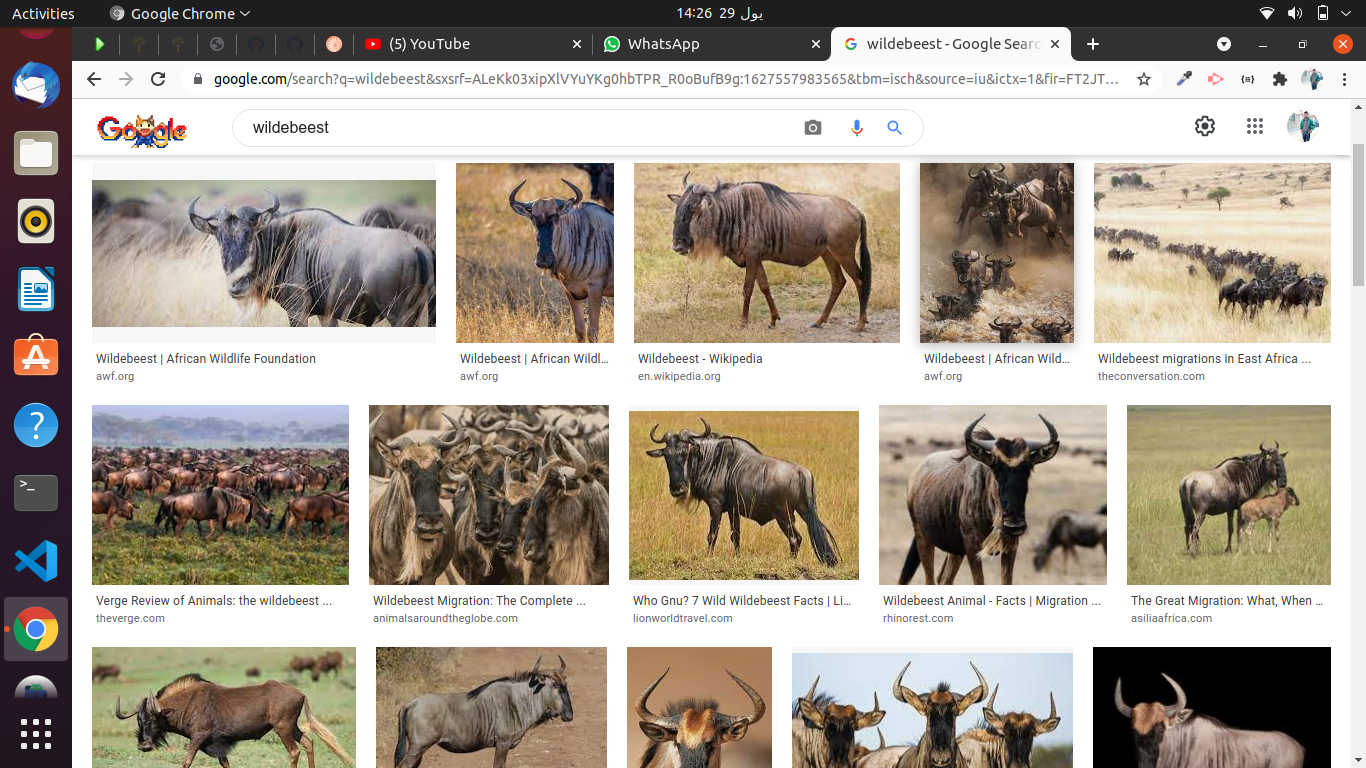 Activities
Google Chrome
14:26 29 يول
(5) YouTube
WhatsApp
wildebeest - Google Sear
google.com/search?q=wildebeest&sxsrf=ALeKk03xipXlVYuYKg0hbTPR_R0oBufB9g:1627557983565&tbm=isch&source=iu&ictx=1&fir=FT2JT…
Google
wildebeest
Wildebeest | African Wildlife Foundation
awf.org
Wildebeest | African Wildl...
awf.org
Wildebeest - Wikipedia
en.wikipedia.org
Wildebeest | African Wild...
awf.org
Wildebeest migrations in East Africa ...
theconversation.com
Verge Review of Animals: the wildebeest ...
theverge.com
Wildebeest Migration: The Complete ...
animalsaroundtheglobe.com
Who Gnu? 7 Wild Wildebeest Facts | Li...
lionworldtravel.com
Wildebeest Animal - Facts | Migration ...
rhinorest.com
The Great Migration: What, When ...
asiliaafrica.com